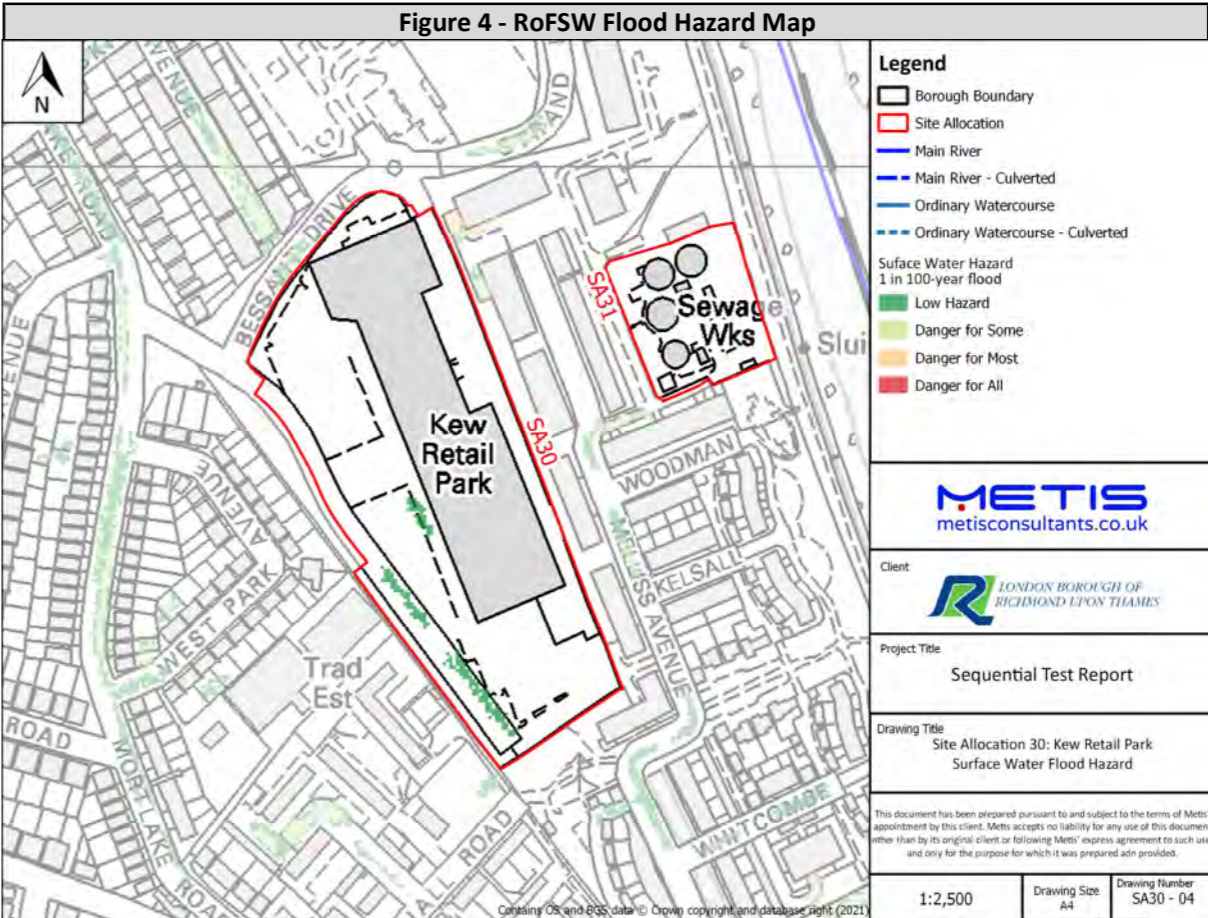 Figure 4 - RoFSW Flood Hazard Map
N
AVENUE
STRAND
BESSANT DRIVE
SA31
Sewage
Wks
Slui
AVENUE
Kew
Retail
Park
SA30
WOODMAN
AVENUE
WEST PARK
MELLISS AVENUE
KELSALL
Trad
Est
ROAD
MORTLAKE
ROAD
ROAD
WHITCOMBE
Contains OS and BGS data © Crown copyright and database right (2021)
Legend
Borough Boundary
Site Allocation
Main River
Main River - Culverted
Ordinary Watercourse
Ordinary Watercourse - Culverted
Suface Water Hazard
1 in 100-year flood
Low Hazard
Danger for Some
Danger for Most
Danger for All
METIS
metisconsultants.co.uk
Client
LONDON BOROUGH OF
RICHMOND UPON THAMES
Project Title
Sequential Test Report
Drawing Title
Site Allocation 30: Kew Retail Park
Surface Water Flood Hazard
This document has been prepared pursuant to and subject to the terms of Metis'
appointment by this client. Metis accepts no liability for any use of this document
other than by its original client or following Metis' express agreement to such use
and only for the purpose for which it was prepared adn provided.
1:2,500
Drawing Size
A4
Drawing Number
SA30 - 04